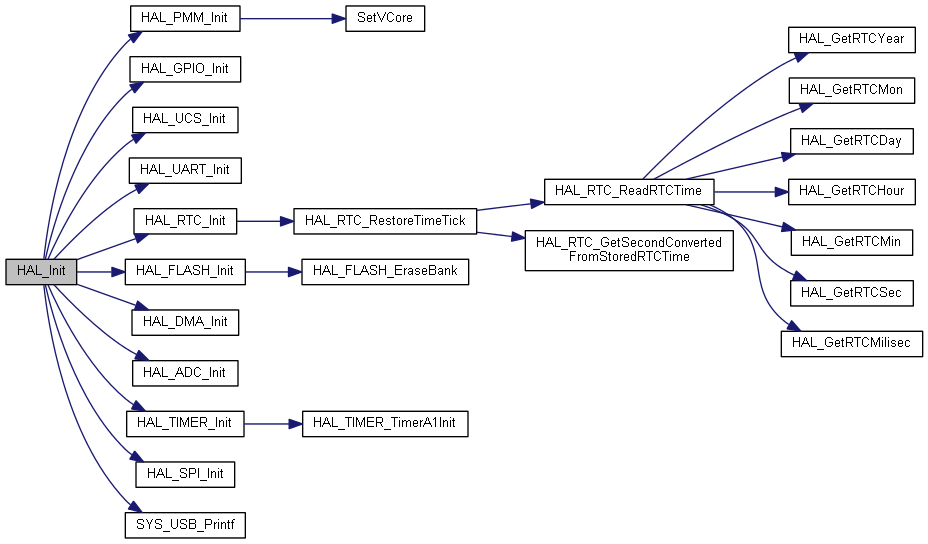 HAL_Init
HAL_PMM_Init
HAL_GPIO_Init
HAL_UCS_Init
HAL_UART_Init
HAL_RTC_Init
HAL_FLASH_Init
HAL_DMA_Init
HAL_ADC_Init
HAL_TIMER_Init
HAL_SPI_Init
SYS_USB_Printf
SetVCore
HAL_RTC_RestoreTimeTick
HAL_FLASH_EraseBank
HAL_TIMER_TimerA1Init
HAL_RTC_ReadRTCTime
HAL_RTC_GetSecondConverted
FromStoredRTCTime
HAL_GetRTCYear
HAL_GetRTCMon
HAL_GetRTCDay
HAL_GetRTCHour
HAL_GetRTCMin
HAL_GetRTCSec
HAL_GetRTCMilisec